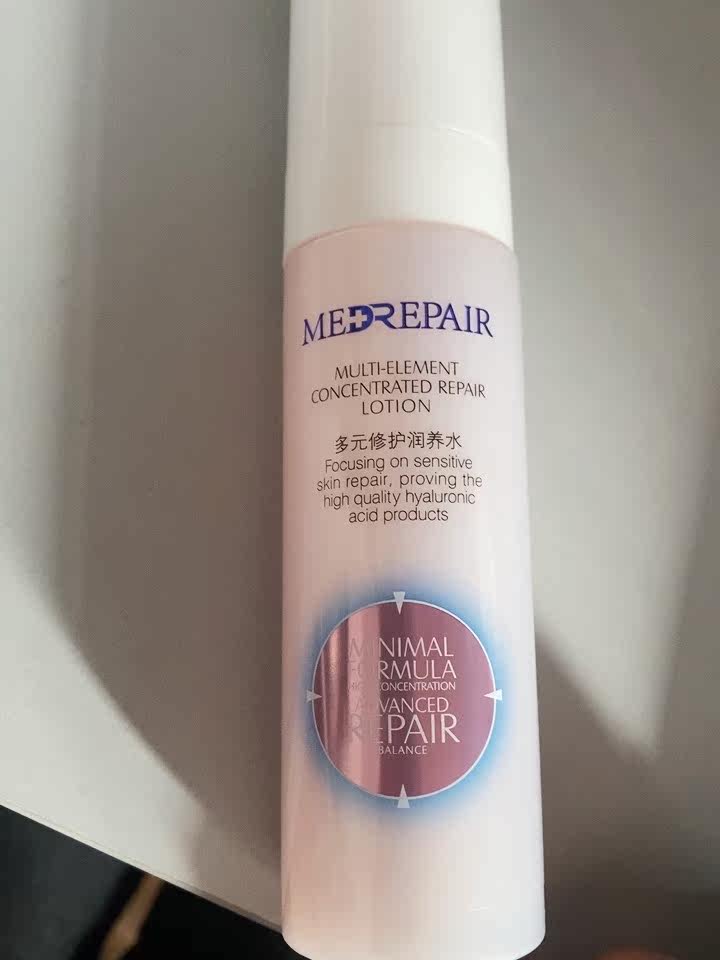 MEDREPAIR
MULTI-ELEMENT
CONCENTRATED REPAIR
LOTION
多元修护润养水
Focusing on sensitive
skin repair, proving the
high quality hyaluronic
acid products
MINIMAL
FORMULA
HIGH CONCENTRATION
ADVANCED
REPAIR
BALANCE